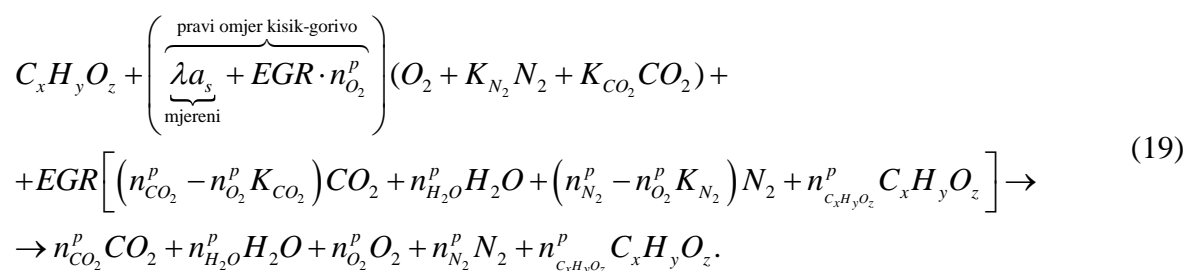 pravi omjer kisik-gorivo
C_xH_yO_z + (λa_s + EGR · n^p_{O_2}) (O_2 + K_{N_2}N_2 + K_{CO_2}CO_2) +
mjereni
(19)
+EGR[(n^p_{CO_2} − n^p_{O_2}K_{CO_2})CO_2 + n^p_{H_2O}H_2O + (n^p_{N_2} − n^p_{O_2}K_{N_2})N_2 + n^p_{C_xH_yO_z}C_xH_yO_z] →
→ n^p_{CO_2}CO_2 + n^p_{H_2O}H_2O + n^p_{O_2}O_2 + n^p_{N_2}N_2 + n^p_{C_xH_yO_z}C_xH_yO_z.